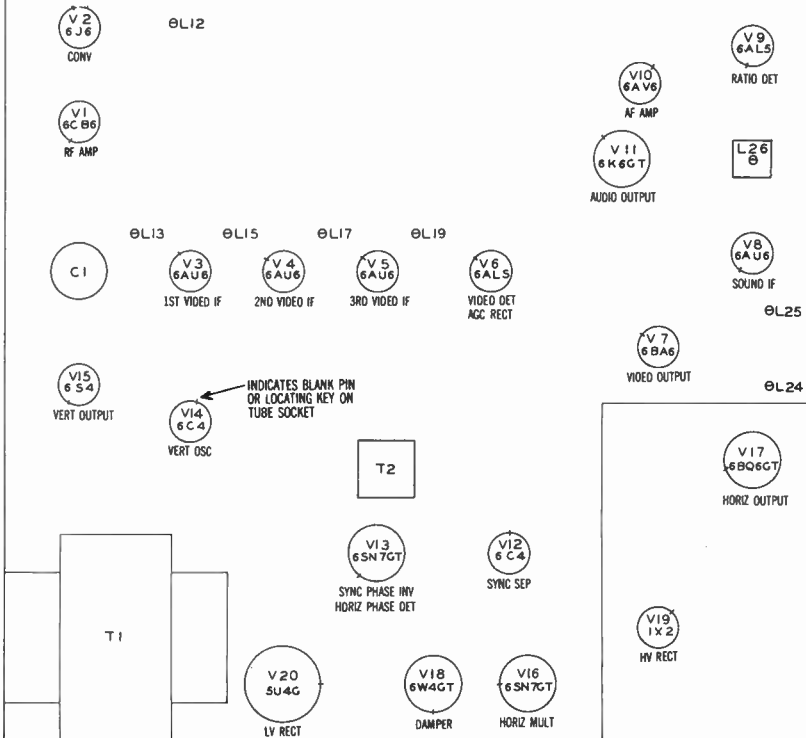 V2
6J6
CONV
ΘL12
V9
6AL5
RATIO DET
V10
6AV6
AF AMP
V1
6CB6
RF AMP
V11
6K6GT
AUDIO OUTPUT
L26
Θ
ΘL13
ΘL15
ΘL17
ΘL19
C1
V3
6AU6
1ST VIDEO IF
V4
6AU6
2ND VIDEO IF
V5
6AU6
3RD VIDEO IF
V6
6AL5
VIDEO DET
AGC RECT
V8
6AU6
SOUND IF
ΘL25
V7
6BA6
VIDEO OUTPUT
ΘL24
V15
6S4
VERT OUTPUT
INDICATES BLANK PIN
OR LOCATING KEY ON
TUBE SOCKET
V14
6C4
VERT OSC
T2
V17
6BQ6GT
HORIZ OUTPUT
V13
6SN7GT
SYNC PHASE INV
HORIZ PHASE DET
V12
6C4
SYNC SEP
T1
V19
1X2
HV RECT
V20
5U4G
LV RECT
V18
6W4GT
DAMPER
V16
6SN7GT
HORIZ MULT